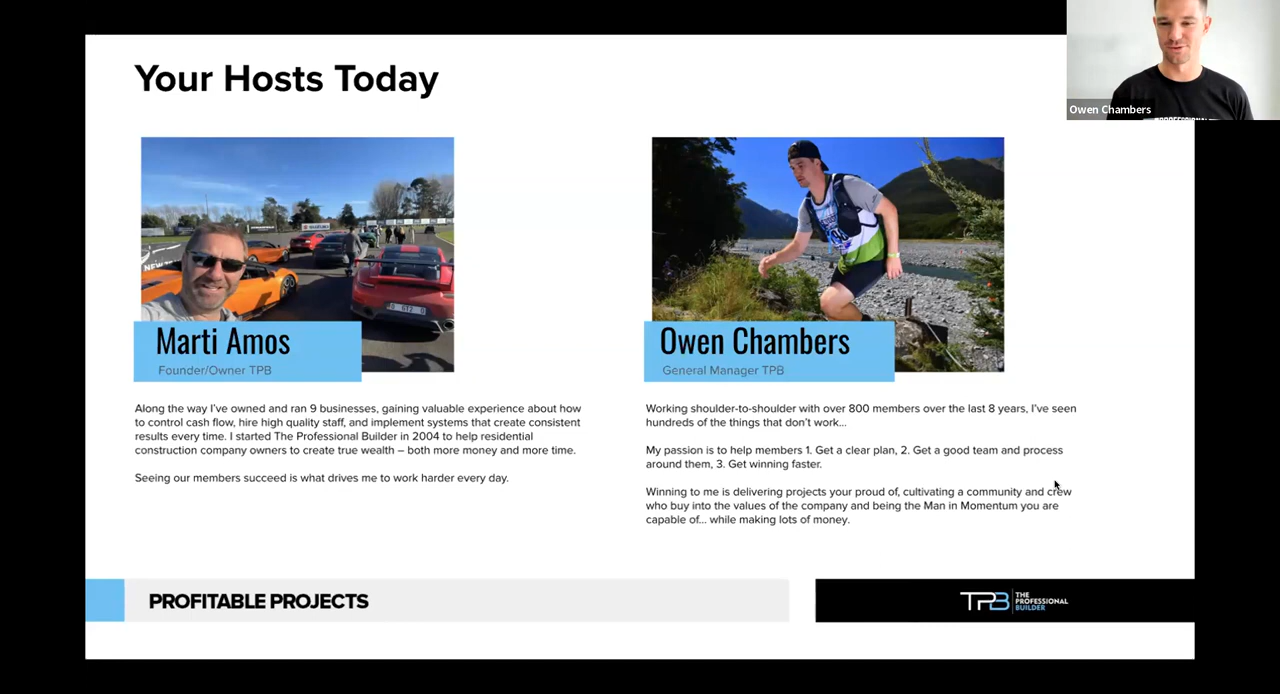 Your Hosts Today
Owen Chambers
SUZUKI
Marti Amos
Founder/Owner TPB
Along the way I've owned and ran 9 businesses, gaining valuable experience about how
to control cash flow, hire high quality staff, and implement systems that create consistent
results every time. I started The Professional Builder in 2004 to help residential
construction company owners to create true wealth – both more money and more time.
Seeing our members succeed is what drives me to work harder every day.
Owen Chambers
General Manager TPB
Working shoulder-to-shoulder with over 800 members over the last 8 years, I've seen
hundreds of the things that don't work...
My passion is to help members 1. Get a clear plan, 2. Get a good team and process
around them, 3. Get winning faster.
Winning to me is delivering projects your proud of, cultivating a community and crew
who buy into the values of the company and being the Man in Momentum you are
capable of... while making lots of money.
PROFITABLE PROJECTS
TPB THE
PROFESSIONAL
BUILDER